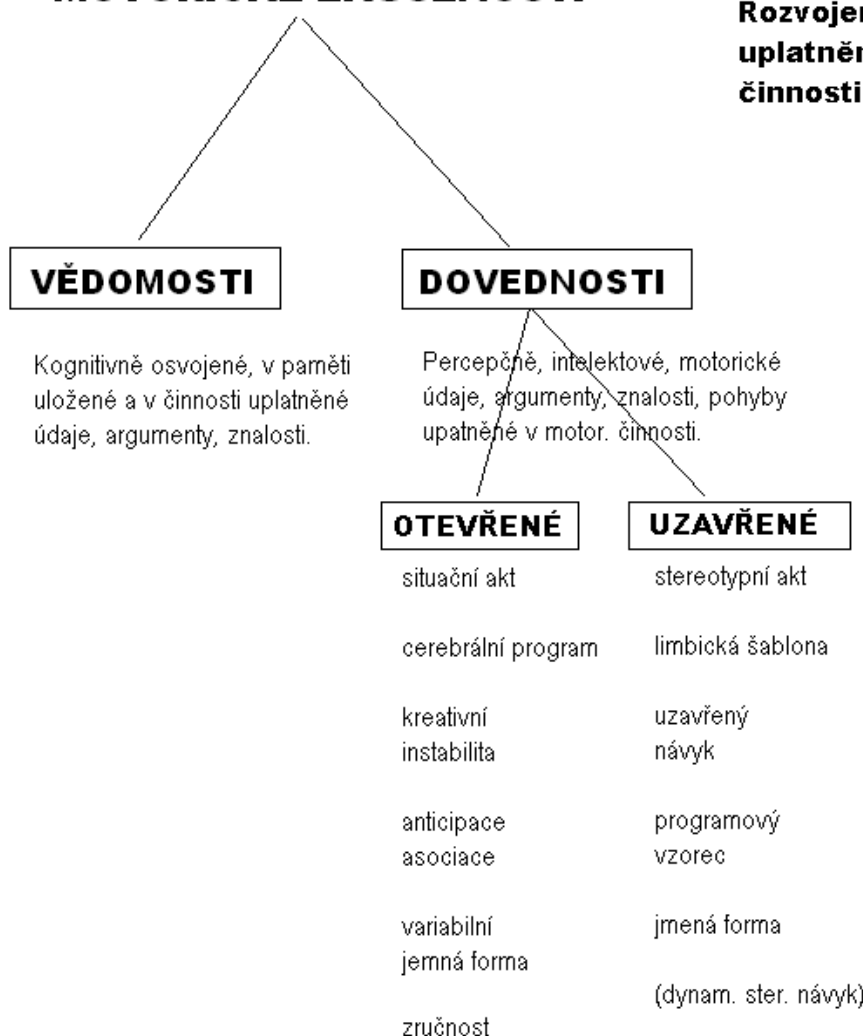 činnosti
VĚDOMOSTI
DOVEDNOSTI
Kognitivně osvojené, v paměti
uložené a v činnosti uplatněné
údaje, argumenty, znalosti.
Percepčně, intelektové, motorické
údaje, argumenty, znalosti, pohyby
upatněné v motor. činnosti.
OTEVŘENÉ
situační akt
cerebrální program
kreativní
instabilita
anticipace
asociace
variabilní
jemná forma
zručnost
UZAVŘENÉ
stereotypní akt
limbická šablona
uzavřený
návyk
programový
vzorec
jmená forma
(dynam. ster. návyk)